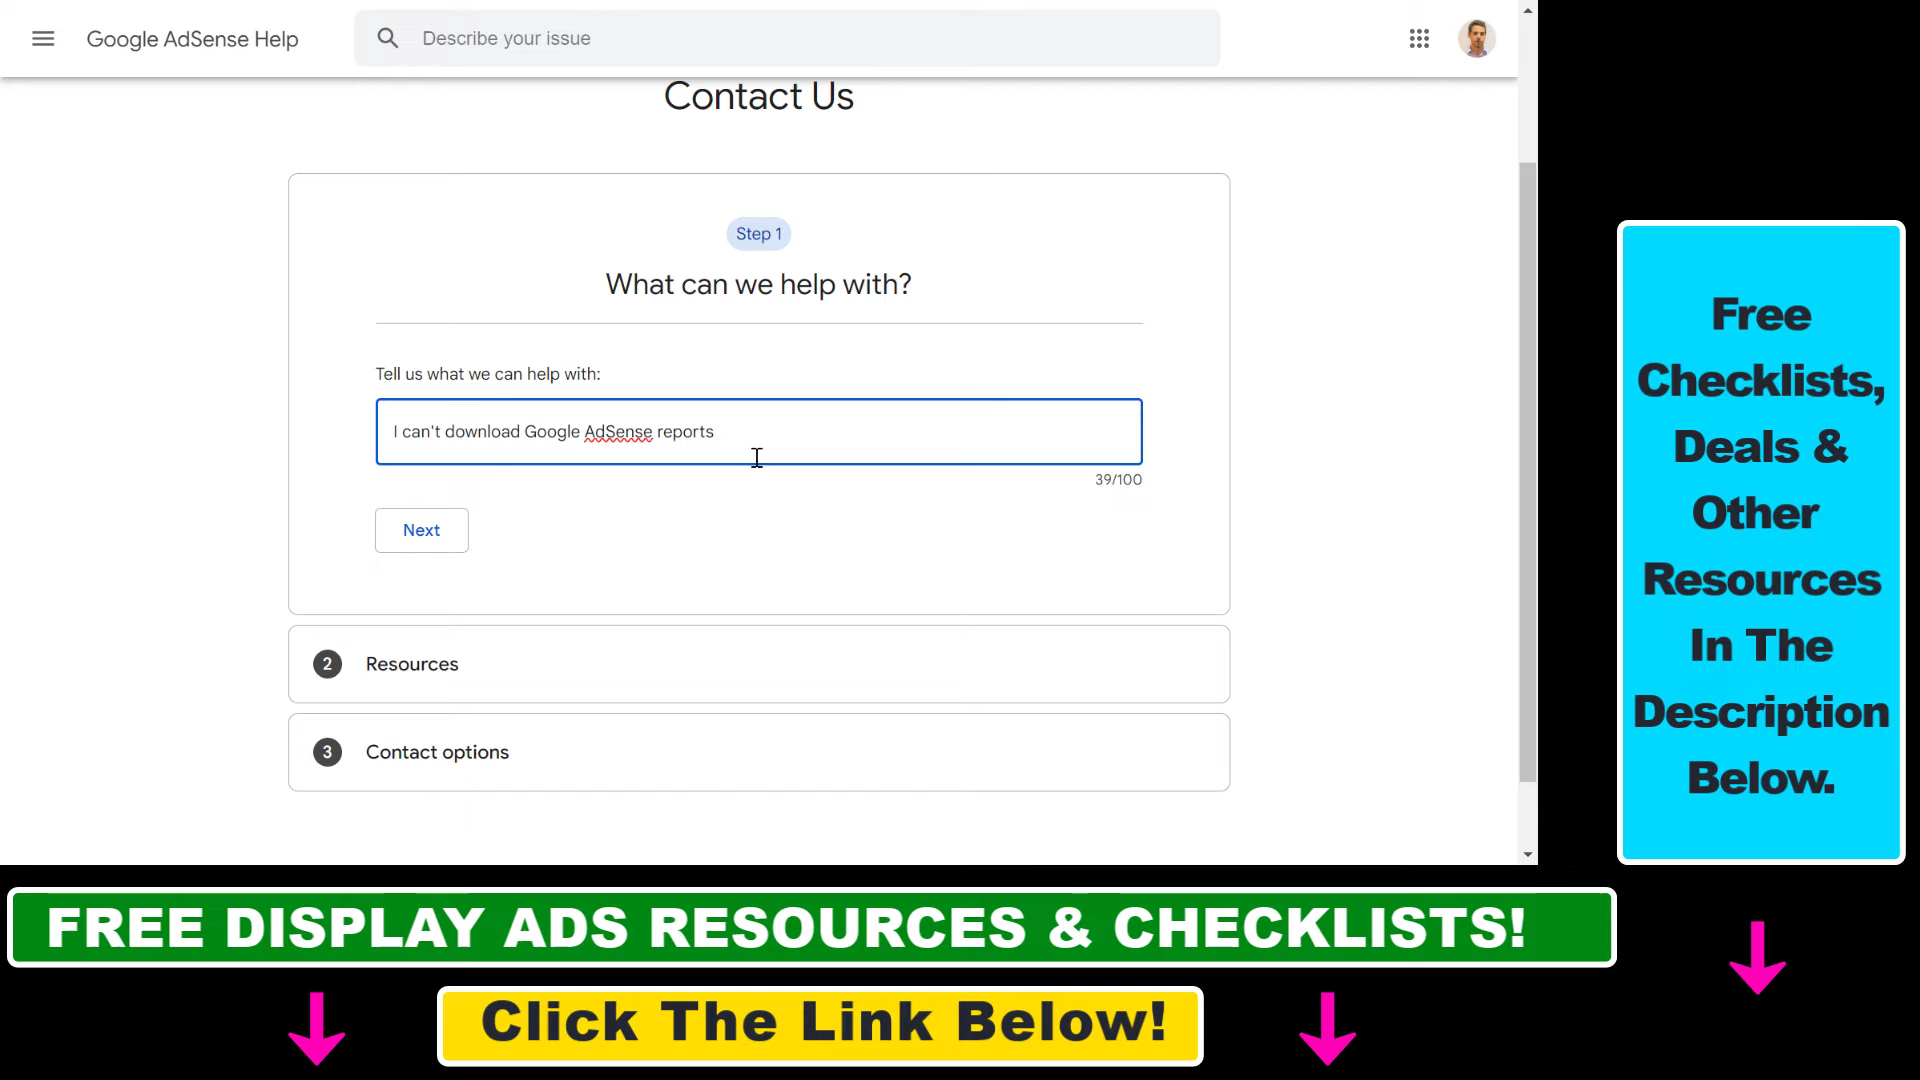 Google AdSense Help
Describe your issue
Contact Us
Step 1
What can we help with?
Tell us what we can help with:
I can't download Google AdSense reports
39/100
Next
2 Resources
3 Contact options
Free
Checklists,
Deals &
Other
Resources
In The
Description
Below.
FREE DISPLAY ADS RESOURCES & CHECKLISTS!
Click The Link Below!